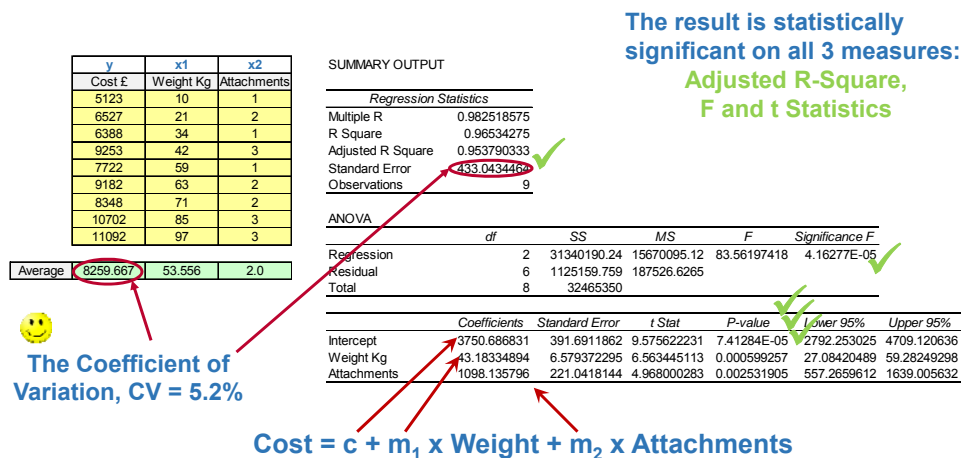 The result is statistically
significant on all 3 measures:
Adjusted R-Square,
F and t Statistics
y x1 x2
Cost £ Weight Kg Attachments
5123 10 1
6527 21 2
6388 34 1
9253 42 3
7722 59 1
9182 63 2
8348 71 2
10702 85 3
11092 97 3
Average 8259.667 53.556 2.0
The Coefficient of
Variation, CV = 5.2%
SUMMARY OUTPUT
Regression Statistics
Multiple R 0.982518575
R Square 0.96534275
Adjusted R Square 0.953790333
Standard Error 433.0434464
Observations 9
ANOVA
df SS MS F Significance F
Regression 2 31340190.24 15670095.12 83.56197418 4.16277E-05
Residual 6 1125159.759 187526.6265
Total 8 32465350
Coefficients Standard Error t Stat P-value Lower 95% Upper 95%
Intercept 3750.686831 391.6911862 9.575622231 7.41284E-05 2792.253025 4709.120636
Weight Kg 43.18334894 6.579372295 6.563445113 0.000599257 27.08420489 59.28249298
Attachments 1098.135796 221.0418144 4.968000283 0.002531905 557.2659612 1639.005632
Cost = c + m₁ x Weight + m₂ x Attachments